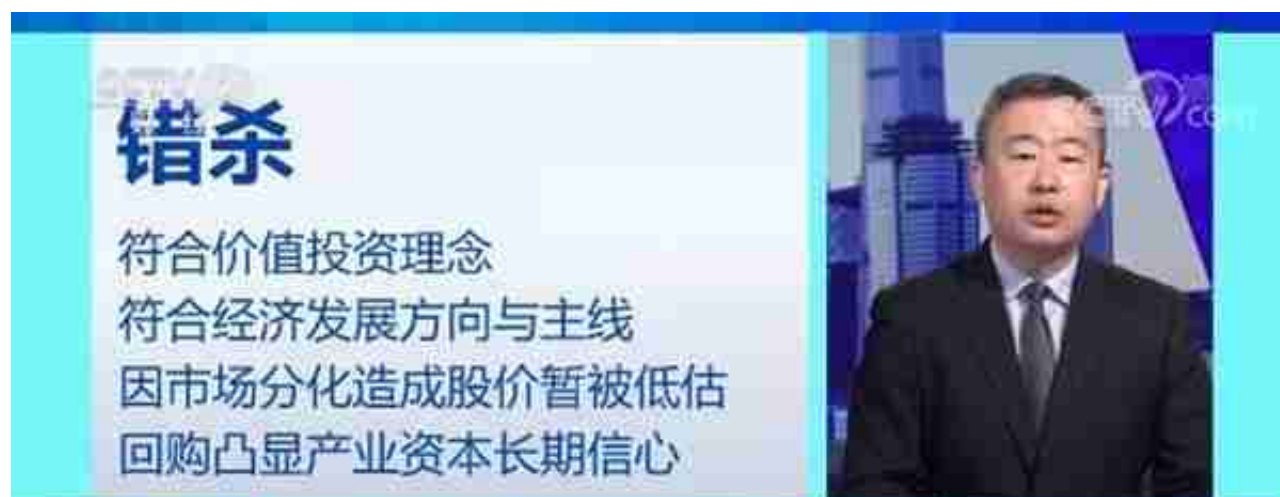 错杀
符合价值投资理念
符合经济发展方向与主线
因市场分化造成股价暂被低估
回购凸显产业资本长期信心